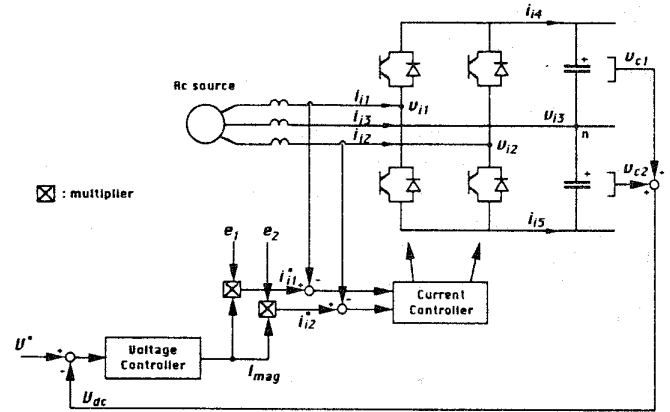 i_i4
Ac source
i_i1
i_i3
i_i2
v_i1
v_i2
v_i3
n
+
v_c1
+
v_c2
+
+
i_i5
: multiplier
e_1
e_2
i*_i1
+
-
i*_i2
+
-
Current
Controller
V*
+
-
Voltage
Controller
I_mag
V_dc